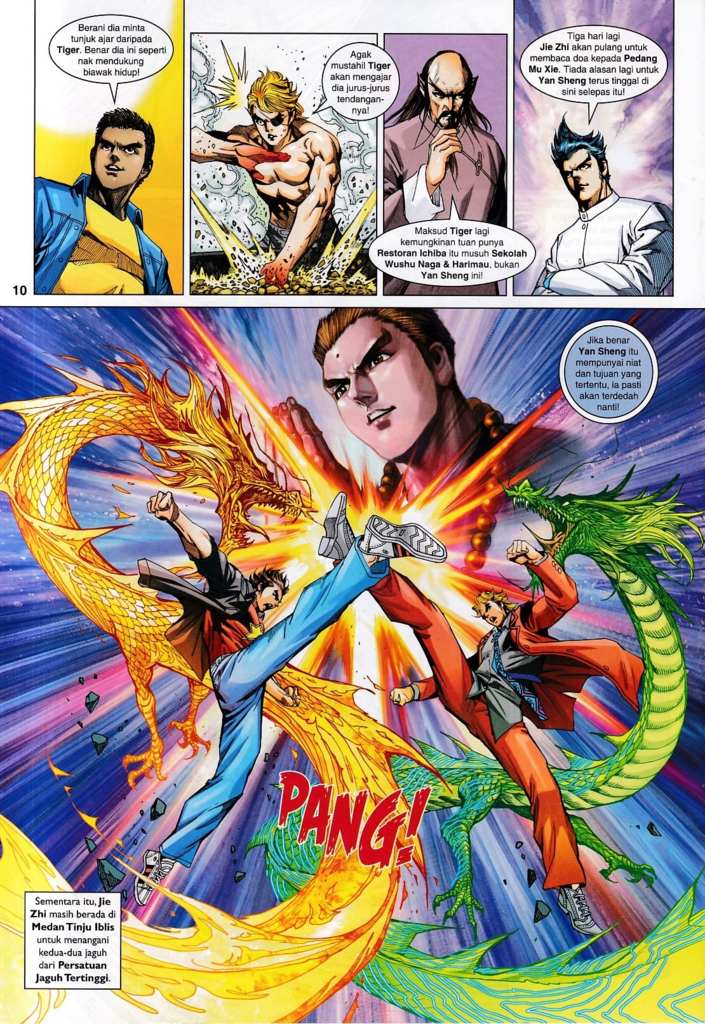 Berani dia minta
tunjuk ajar daripada
Tiger. Benar dia ini seperti
nak mendukung
biawak hidup!
Agak
mustahil Tiger
akan mengajar
dia jurus-jurus
tendangan-
nya!
Maksud Tiger lagi
kemungkinan tuan punya
Restoran Ichiba itu musuh Sekolah
Wushu Naga & Harimau, bukan
Yan Sheng ini!
Tiga hari lagi
Jie Zhi akan pulang untuk
membaca doa kepada Pedang
Mu Xie. Tiada alasan lagi untuk
Yan Sheng terus tinggal di
sini selepas itu!
10
Jika benar
Yan Sheng itu
mempunyai niat
dan tujuan yang
tertentu, ia pasti
akan terdedah
nanti!
PANG!
Sementara itu, Jie
Zhi masih berada di
Medan Tinju Iblis
untuk menangani
kedua-dua jaguh
dari Persatuan
Jaguh Tertinggi.